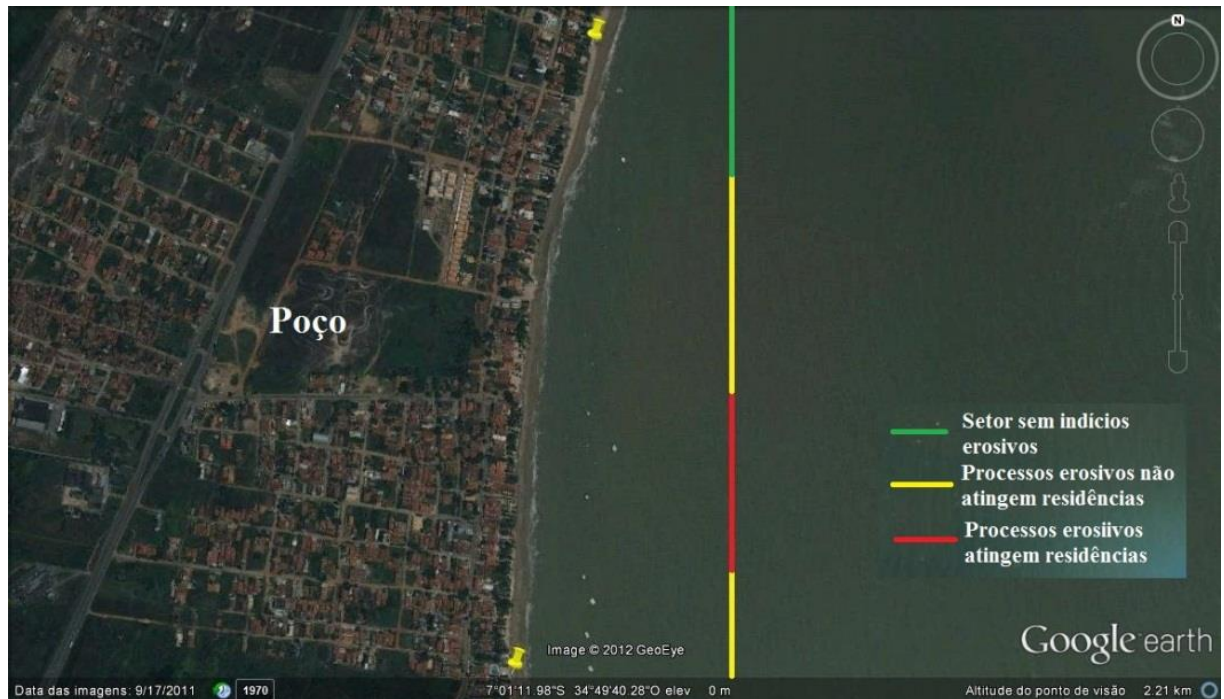 N
Poço
Setor sem indícios
erosivos
Processos erosivos não
atingem residências
Processos erosiivos
atingem residências
Image © 2012 GeoEye
Google earth
Data das imagens: 9/17/2011 1970 7°01'11.98"S 34°49'40.28"O elev 0 m Altitude do ponto de visão 2.21 km